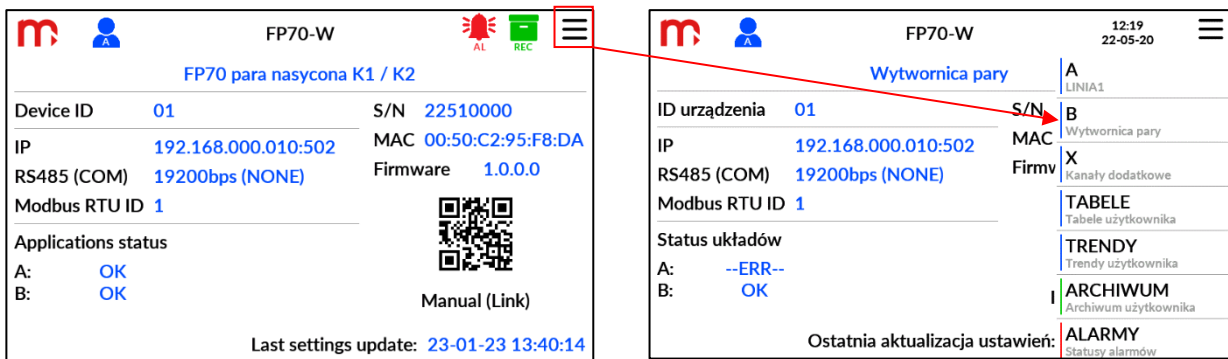 FP70-W
A
AL
REC
FP70 para nasycona K1 / K2
Device ID 01 S/N 22510000
IP 192.168.000.010:502 MAC 00:50:C2:95:F8:DA
RS485 (COM) 19200bps (NONE) Firmware 1.0.0.0
Modbus RTU ID 1
Applications status
A: OK
B: OK
Manual (Link)
Last settings update: 23-01-23 13:40:14
FP70-W
A
12:19
22-05-20
Wytwornica pary
ID urządzenia 01 S/N
IP 192.168.000.010:502 MAC
RS485 (COM) 19200bps (NONE)
Modbus RTU ID 1
Status układów
A: --ERR--
B: OK
Ostatnia aktualizacja ustawień:
A
LINIA1
B
Wytwornica pary
X
Kanały dodatkowe
TABELE
Tabele użytkownika
TRENDY
Trendy użytkownika
ARCHIWUM
Archiwum użytkownika
ALARMY
Statusy alarmów